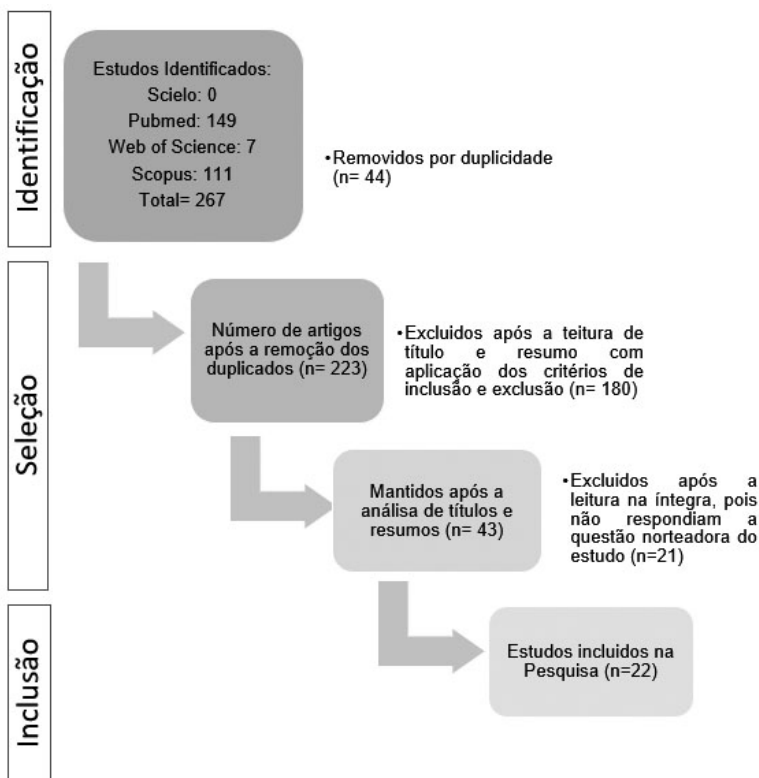 Identificação
Estudos Identificados:
Scielo: 0
Pubmed: 149
Web of Science: 7
Scopus: 111
Total= 267
•Removidos por duplicidade
(n= 44)
Seleção
Número de artigos
após a remoção dos
duplicados (n= 223)
•Excluidos após a teitura de
título e resumo com
aplicação dos critérios de
inclusão e exclusão (n= 180)
Mantidos após a
análisa de títulos e
resumos (n= 43)
•Excluidos após a
leitura na íntegra, pois
não respondiam a
questão norteadora do
estudo (n=21)
Inclusão
Estudos incluidos na
Pesquisa (n=22)